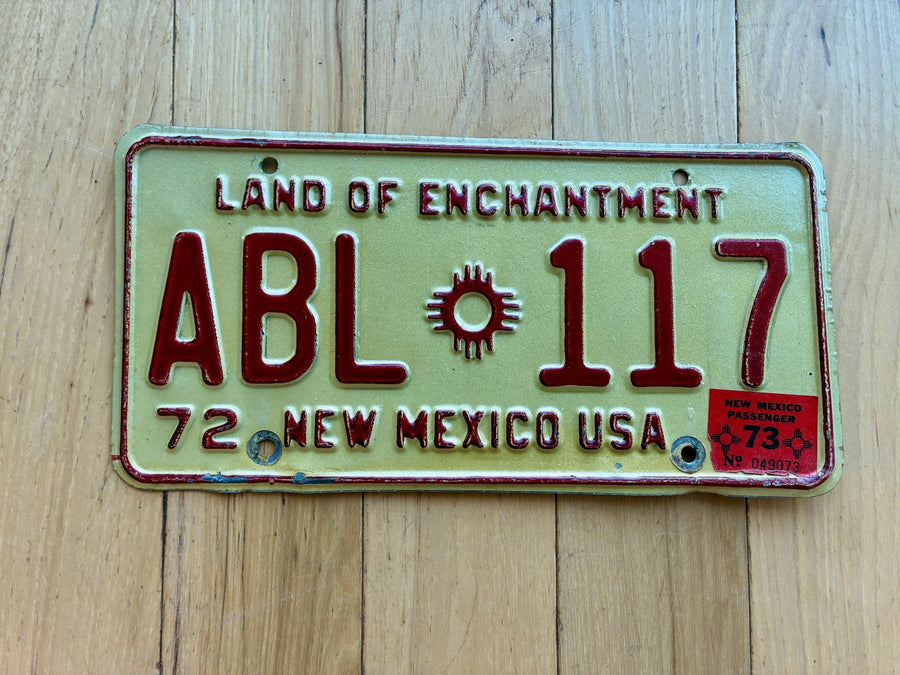 LAND OF ENCHANTMENT
ABL 117
72 NEW MEXICO USA
NEW MEXICO
PASSENGER
73
No 049073